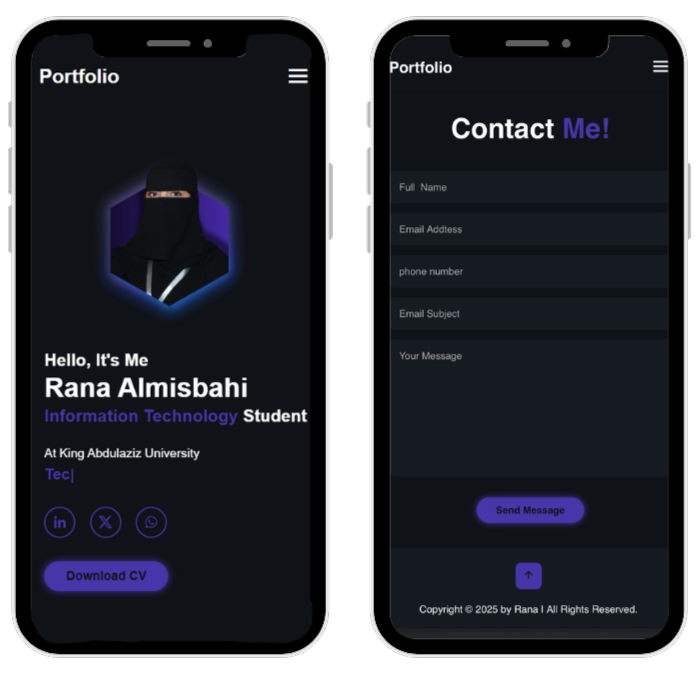 Portfolio
Hello, It's Me
Rana Almisbahi
Information Technology Student
At King Abdulaziz University
Tec|
in
Download CV
Portfolio
Contact Me!
Full Name
Email Addtess
phone number
Email Subject
Your Message
Send Message
Copyright © 2025 by Rana I All Rights Reserved.